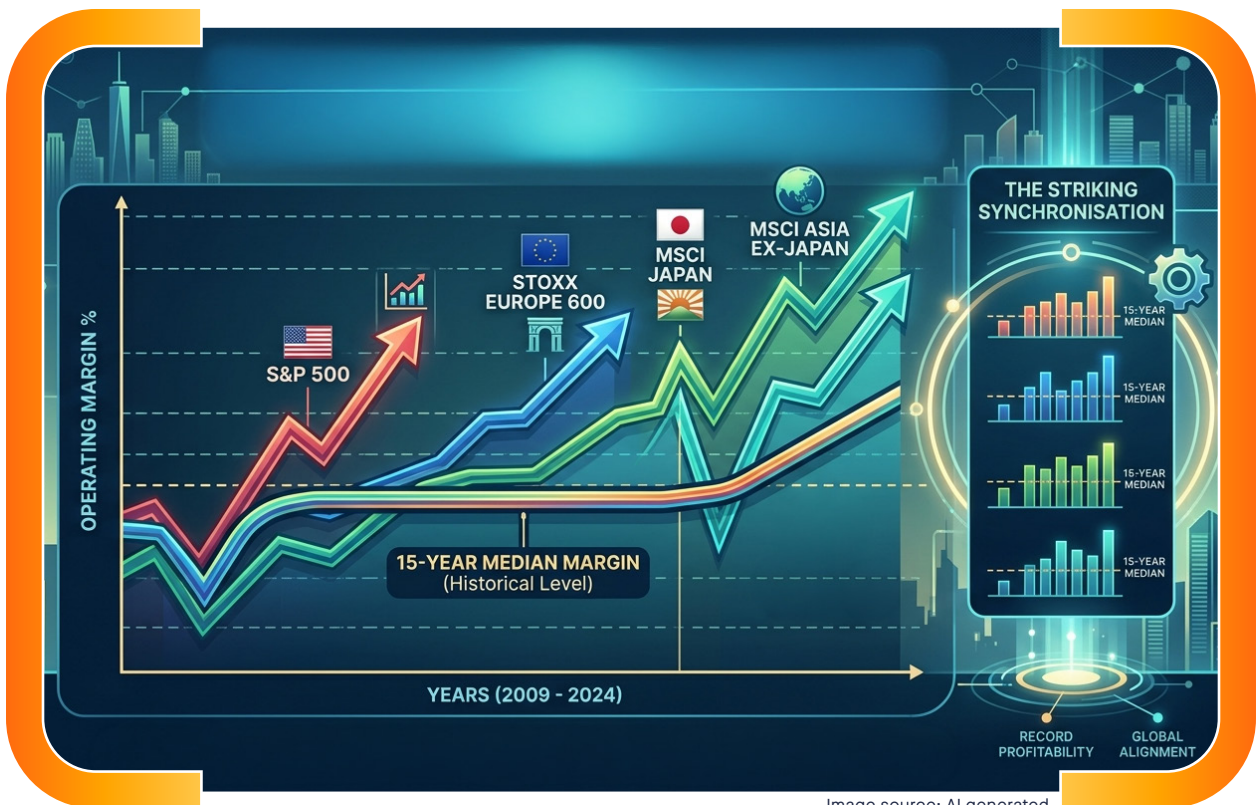 THE STRIKING
SYNCHRONISATION
MSCI ASIA
EX-JAPAN
MSCI
JAPAN
STOXX
EUROPE 600
S&P 500
OPERATING MARGIN %
15-YEAR
MEDIAN
15-YEAR
MEDIAN
15-YEAR
MEDIAN
15-YEAR
MEDIAN
15-YEAR MEDIAN MARGIN
(Historical Level)
YEARS (2009 - 2024)
RECORD
PROFITABILITY
GLOBAL
ALIGNMENT
Image source: AI generated